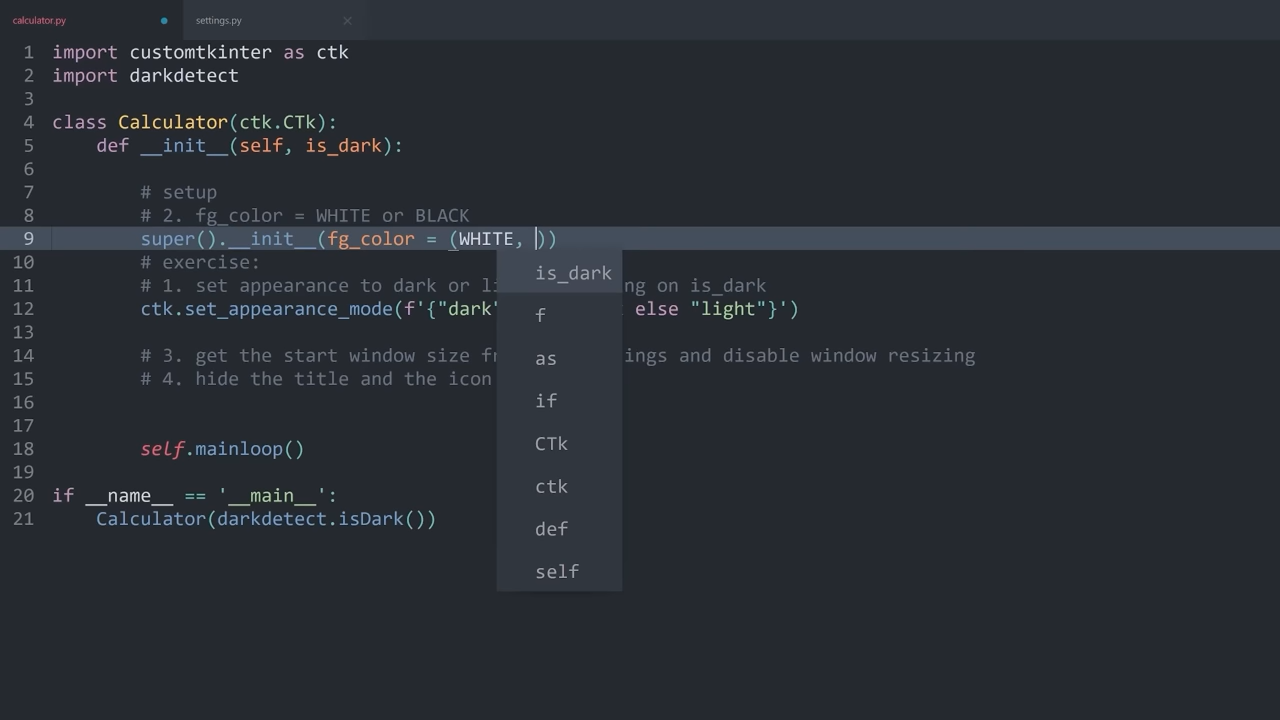 calculator.py
settings.py
1 import customtkinter as ctk
2 import darkdetect
3
4 class Calculator(ctk.CTk):
5     def __init__(self, is_dark):
6
7         # setup
8         # 2. fg_color = WHITE or BLACK
9         super().__init__(fg_color = (WHITE, ))
10         # exercise:
11         # 1. set appearance to dark or li ng on is_dark
12         ctk.set_appearance_mode(f'{"dark" else "light"}')
13
14         # 3. get the start window size f ings and disable window resizing
15         # 4. hide the title and the icon
16
17
18         self.mainloop()
19
20 if __name__ == '__main__':
21     Calculator(darkdetect.isDark())
is_dark
f
as
if
CTk
ctk
def
self